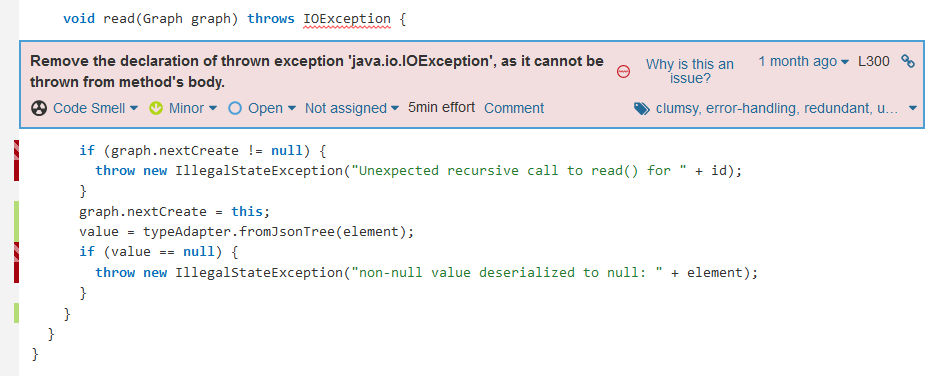 void read(Graph graph) throws IOException {
Remove the declaration of thrown exception 'java.io.IOException', as it cannot be
thrown from method's body.
Why is this an
issue?
1 month ago L300
Code Smell Minor Open Not assigned 5min effort Comment
clumsy, error-handling, redundant, u...
if (graph.nextCreate != null) {
throw new IllegalStateException("Unexpected recursive call to read() for " + id);
}
graph.nextCreate = this;
value = typeAdapter.fromJsonTree(element);
if (value == null) {
throw new IllegalStateException("non-null value deserialized to null: " + element);
}
}
}
}